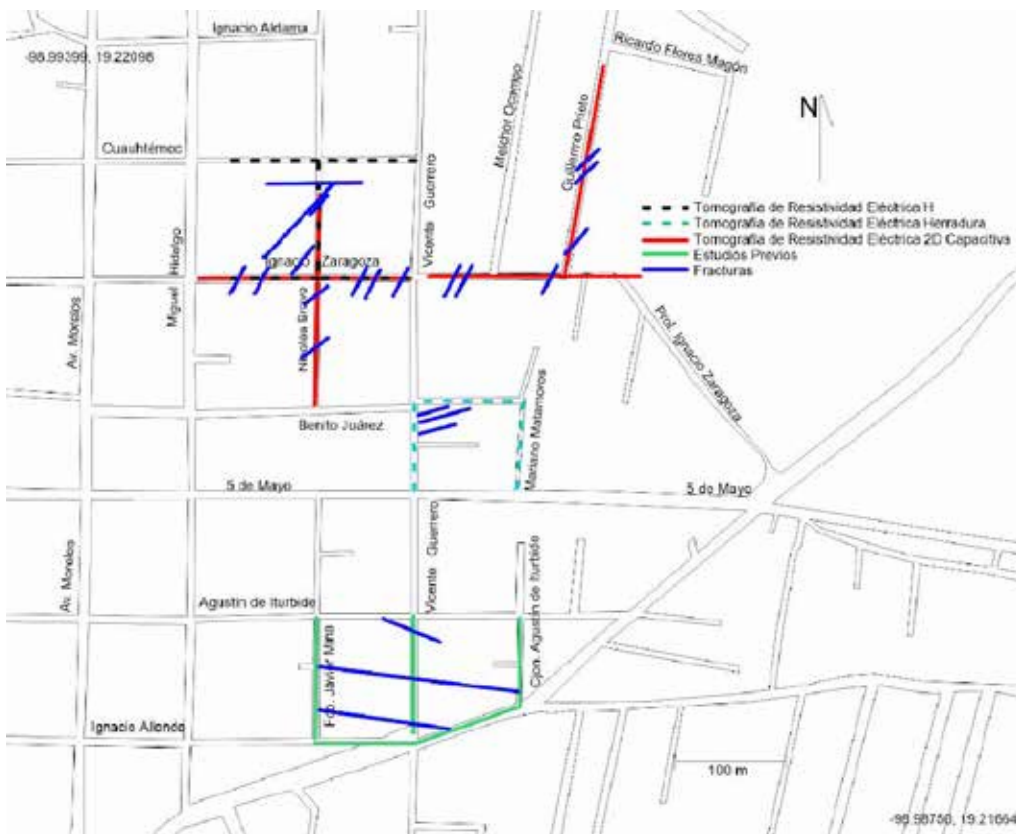 Ignacio Aldama
Ricardo Flores Magón
-98.99399, 19.22098
N
Cuauhtémoc
Melchor Ocampo
Guillermo Prieto
Vicente Guerrero
Tomografía de Resistividad Eléctrica H
Tomografía de Resistividad Eléctrica Herradura
Tomografía de Resistividad Eléctrica 2D Capacitiva
Estudios Previos
Fracturas
Miguel Hidalgo
Ignacio Zaragoza
Av. Morelos
Nicolás Bravo
Prol. Ignacio Zaragoza
Benito Juárez
Mariano Matamoros
5 de Mayo
5 de Mayo
Av. Morelos
Vicente Guerrero
Agustín de Iturbide
Fco. Javier Mina
Cjon. Agustín de Iturbide
Ignacio Allende
100 m
19.21664